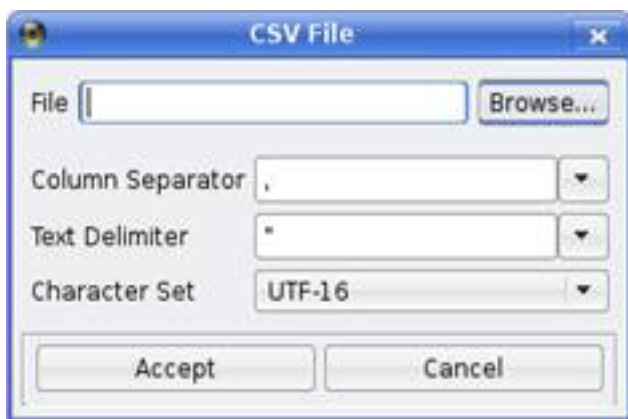 CSV File
File Browse...
Column Separator ,
Text Delimiter "
Character Set UTF-16
Accept Cancel